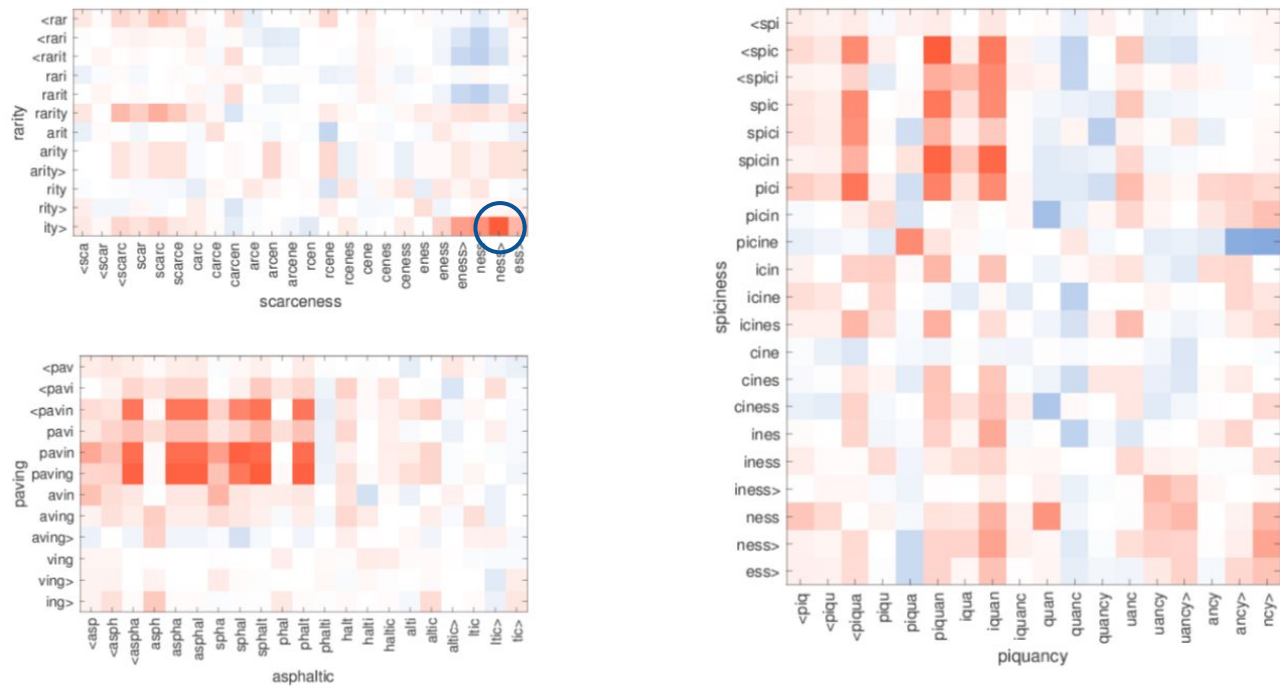 <rar
<rari
<rarit
rari
rarit
rarity
arit
arity
arity>
rity
rity>
ity>
rarity
<sca
<scar
<scarc
scar
scarc
scarce
carc
carce
carcen
arce
arcen
arcene
rcen
rcene
rcenes
cene
cenes
ceness
enes
eness
eness>
ness
ness>
ess>
scarceness
<pav
<pavi
<pavin
pavi
pavin
paving
avin
aving
aving>
ving
ving>
ing>
paving
<asp
<asph
<aspha
asph
aspha
asphal
spha
sphal
sphalt
phal
phalt
phalti
halt
halti
haltic
alti
altic
altic>
ltic
ltic>
tic>
asphaltic
<spi
<spic
<spici
spic
spici
spicin
pici
picin
picine
icin
icine
icines
cine
cines
ciness
ines
iness
iness>
ness
ness>
ess>
spiciness
<piq
<piqu
<piqua
piqu
piqua
piquan
iqua
iquan
iquanc
quan
quanc
quancy
uanc
uancy
uancy>
ancy
ancy>
ncy>
piquancy